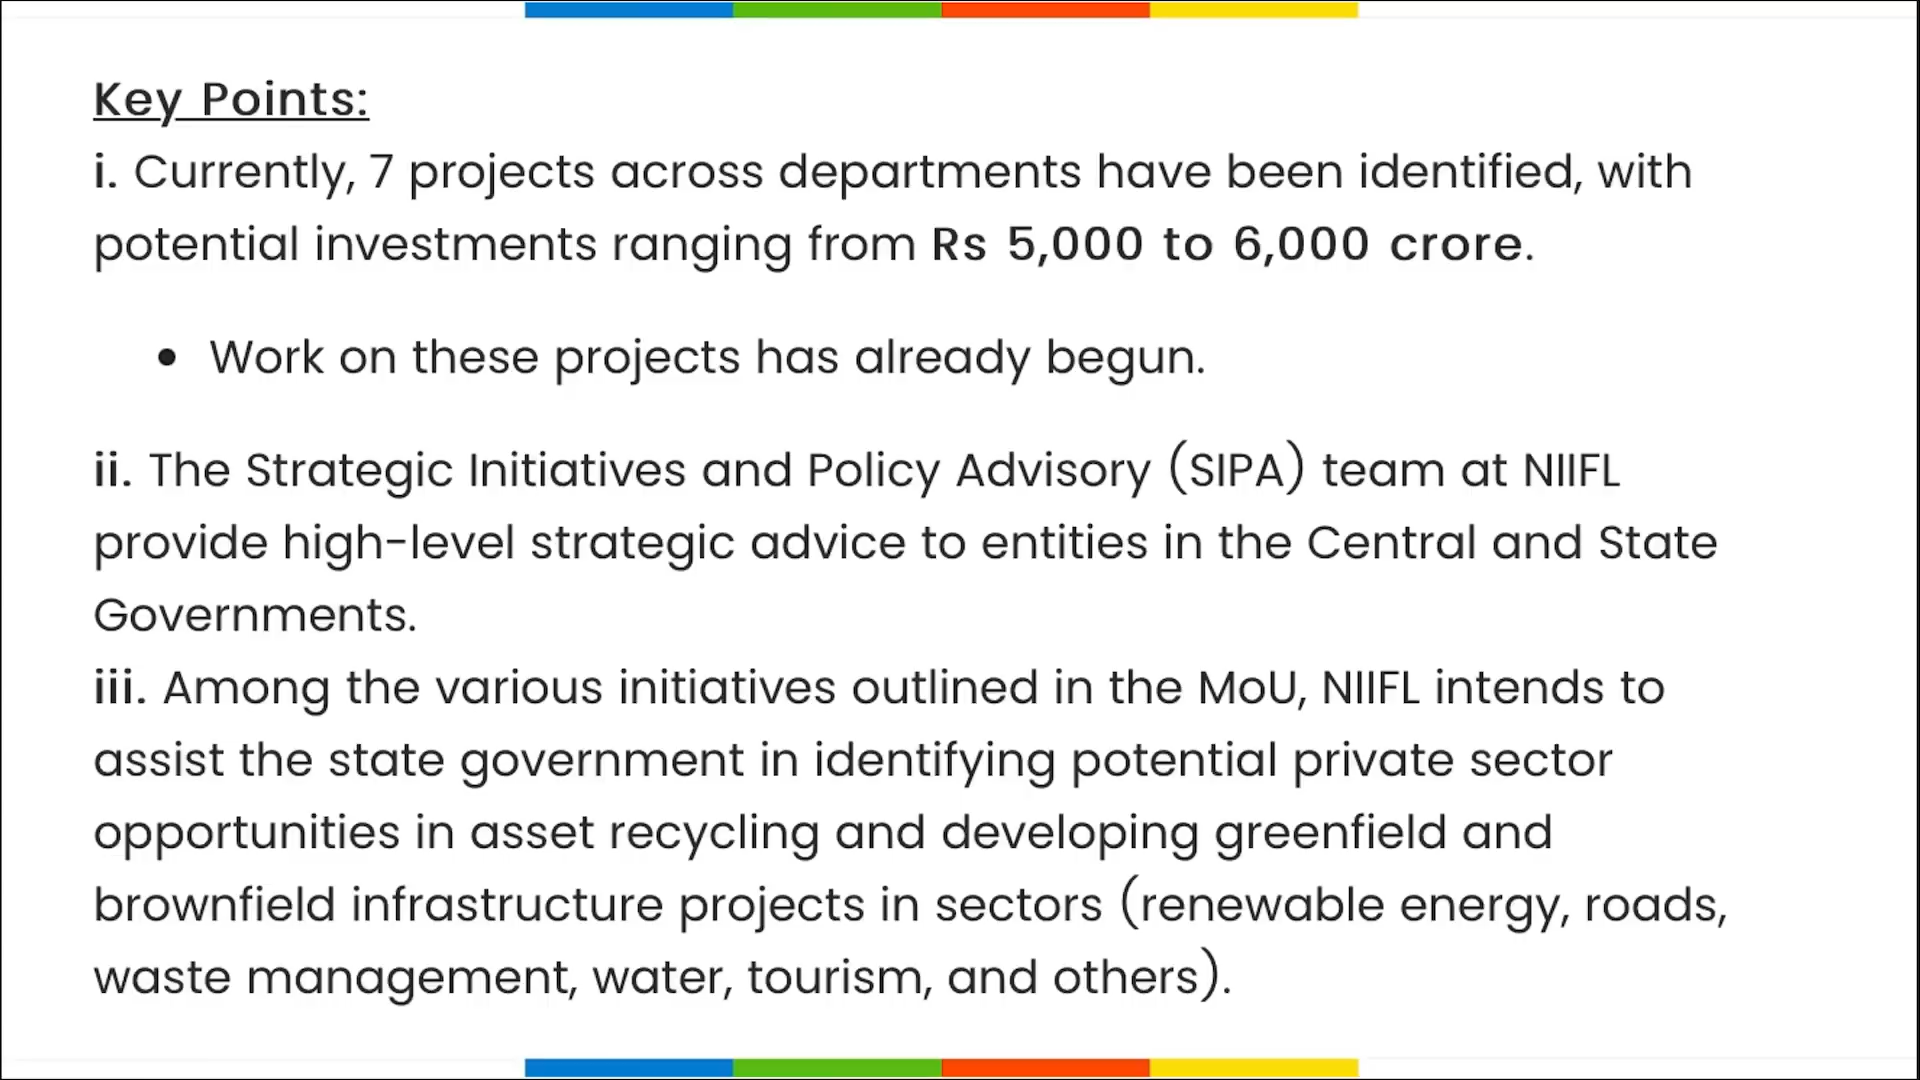 Key Points:
i. Currently, 7 projects across departments have been identified, with
potential investments ranging from Rs 5,000 to 6,000 crore.
• Work on these projects has already begun.
ii. The Strategic Initiatives and Policy Advisory (SIPA) team at NIIFL
provide high-level strategic advice to entities in the Central and State
Governments.
iii. Among the various initiatives outlined in the MoU, NIIFL intends to
assist the state government in identifying potential private sector
opportunities in asset recycling and developing greenfield and
brownfield infrastructure projects in sectors (renewable energy, roads,
waste management, water, tourism, and others).